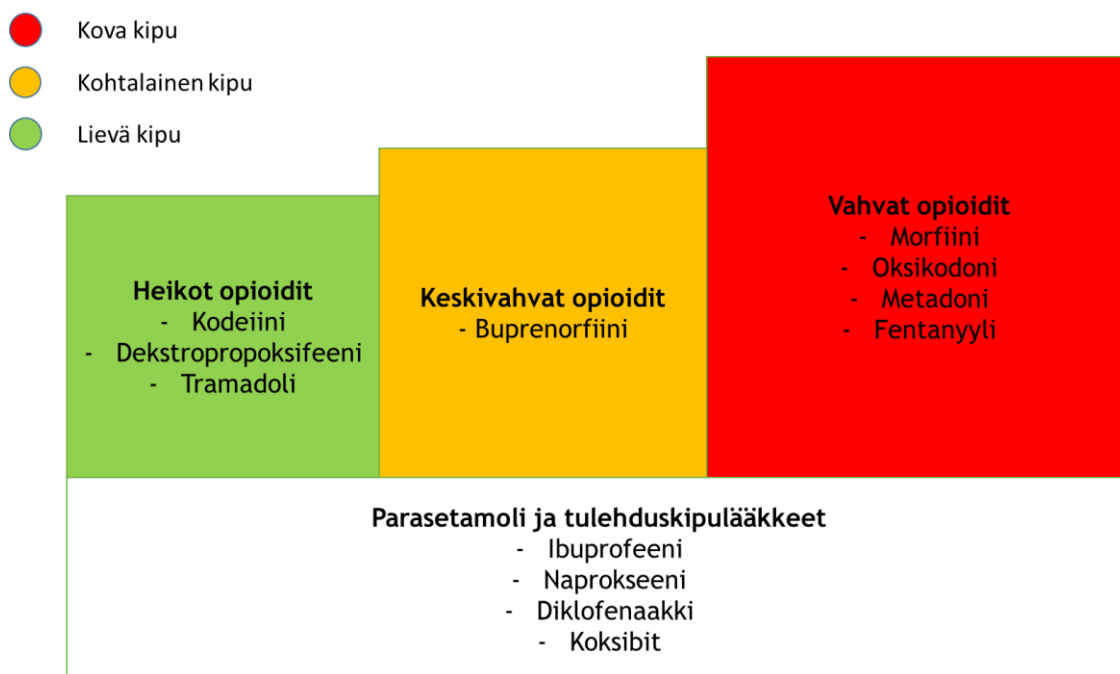 Kova kipu
Kohtalainen kipu
Lievä kipu
Heikot opioidit
- Kodeiini
- Dekstropropoksifeeni
- Tramadoli
Keskivahvat opioidit
- Buprenorfiini
Vahvat opioidit
- Morfiini
- Oksikodoni
- Metadoni
- Fentanyyli
Parasetamoli ja tulehduskipulääkkeet
- Ibuprofeeni
- Naprokseeni
- Diklofenaakki
- Koksibit